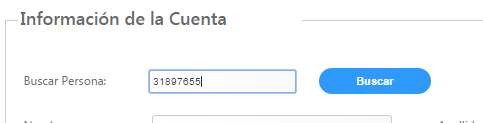 Información de la Cuenta
Buscar Persona: 31897655 Buscar